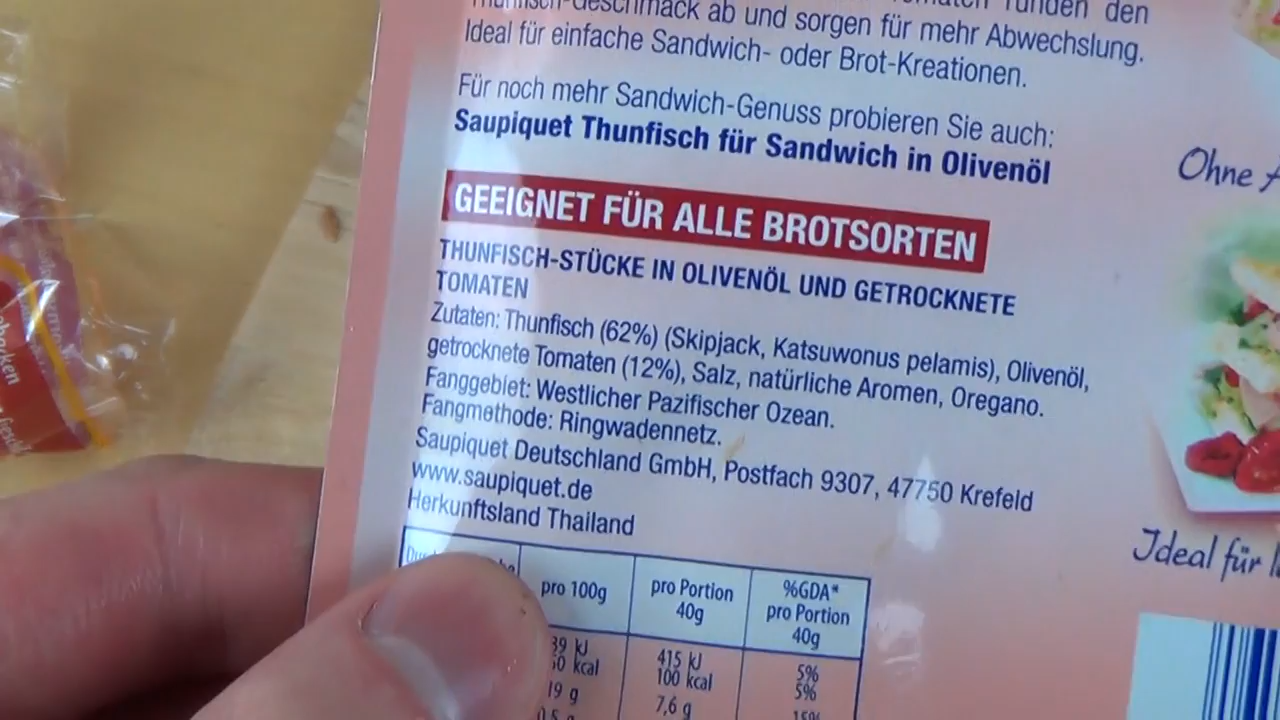 Thunfisch-Geschmack ab und sorgen für mehr Abwechslung.
Ideal für einfache Sandwich- oder Brot-Kreationen.
Für noch mehr Sandwich-Genuss probieren Sie auch:
Saupiquet Thunfisch für Sandwich in Olivenöl
GEEIGNET FÜR ALLE BROTSORTEN
THUNFISCH-STÜCKE IN OLIVENÖL UND GETROCKNETE
TOMATEN
Zutaten: Thunfisch (62%) (Skipjack, Katsuwonus pelamis), Olivenöl,
getrocknete Tomaten (12%), Salz, natürliche Aromen, Oregano.
Fanggebiet: Westlicher Pazifischer Ozean.
Fangmethode: Ringwadennetz.
Saupiquet Deutschland GmbH, Postfach 9307, 47750 Krefeld
www.saupiquet.de
Herkunftsland Thailand
pro 100g pro Portion 40g %GDA* pro Portion 40g
kJ 415 kJ 5%
kcal 100 kcal 5%
19 g 7,6 g 15%
Ohne
Ideal für